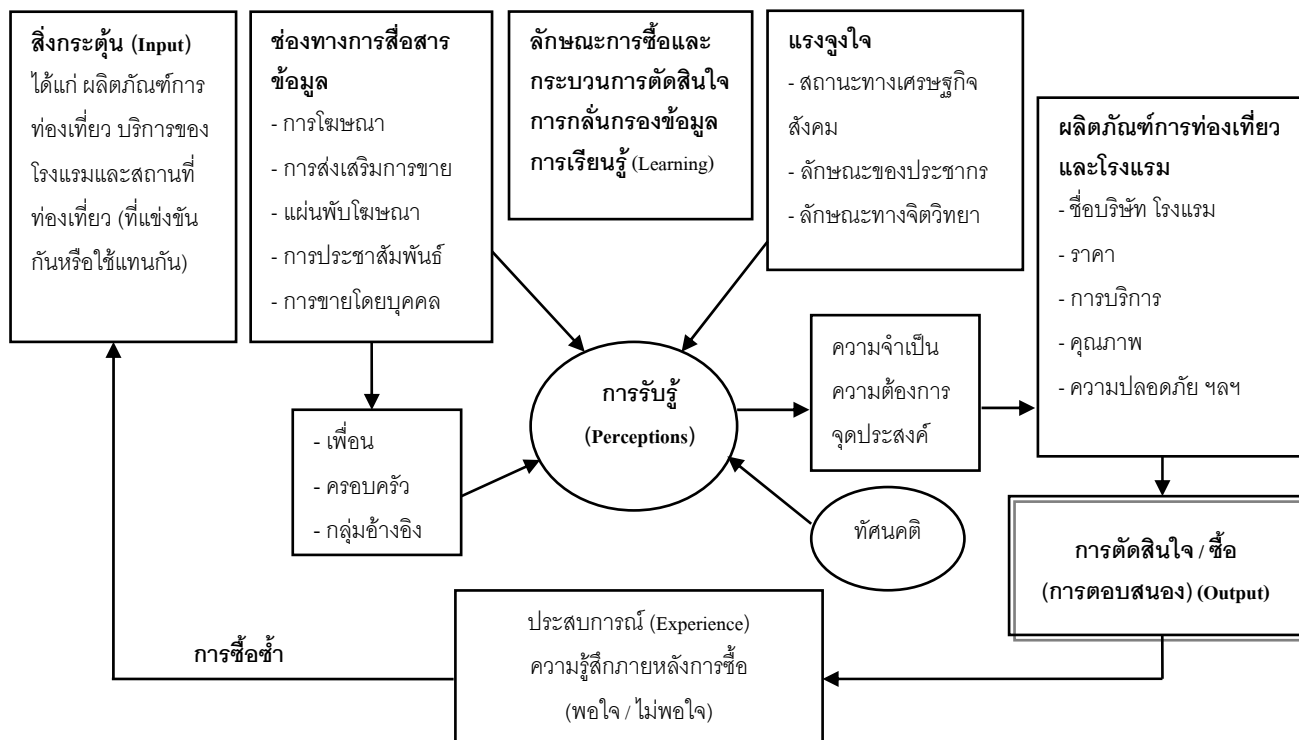 สิ่งกระตุ้น (Input)
ได้แก่ ผลิตภัณฑ์การ
ท่องเที่ยว บริการของ
โรงแรมและสถานที่
ท่องเที่ยว (ที่แข่งขัน
กันหรือใช้แทนกัน)
ช่องทางการสื่อสาร
ข้อมูล
- การโฆษณา
- การส่งเสริมการขาย
- แผ่นพับโฆษณา
- การประชาสัมพันธ์
- การขายโดยบุคคล
ลักษณะการซื้อและ
กระบวนการตัดสินใจ
การกลั่นกรองข้อมูล
การเรียนรู้ (Learning)
แรงจูงใจ
- สถานะทางเศรษฐกิจ
สังคม
- ลักษณะของประชากร
- ลักษณะทางจิตวิทยา
ผลิตภัณฑ์การท่องเที่ยว
และโรงแรม
- ชื่อบริษัท โรงแรม
- ราคา
- การบริการ
- คุณภาพ
- ความปลอดภัย ฯลฯ
- เพื่อน
- ครอบครัว
- กลุ่มอ้างอิง
การรับรู้
(Perceptions)
ความจำเป็น
ความต้องการ
จุดประสงค์
ทัศนคติ
การตัดสินใจ / ซื้อ
(การตอบสนอง) (Output)
ประสบการณ์ (Experience)
ความรู้สึกภายหลังการซื้อ
(พอใจ / ไม่พอใจ)
การซื้อซ้ำ